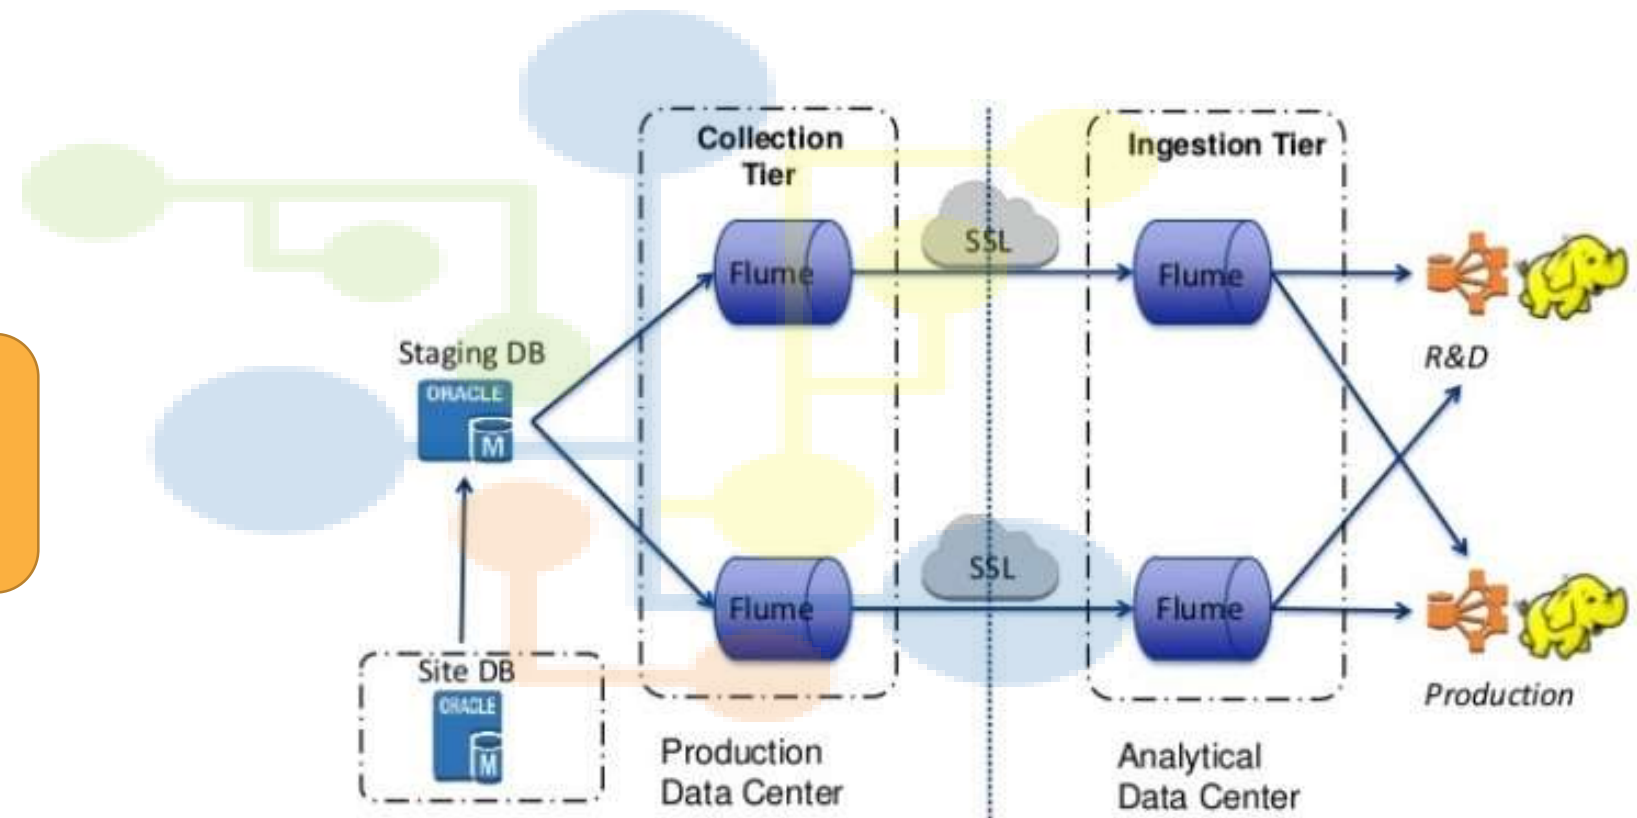 Collection
Tier
Ingestion Tier
SSL
Flume
Flume
Staging DB
ORACLE
M
R&D
SSL
Flume
Flume
Site DB
ORACLE
M
Production
Production
Data Center
Analytical
Data Center